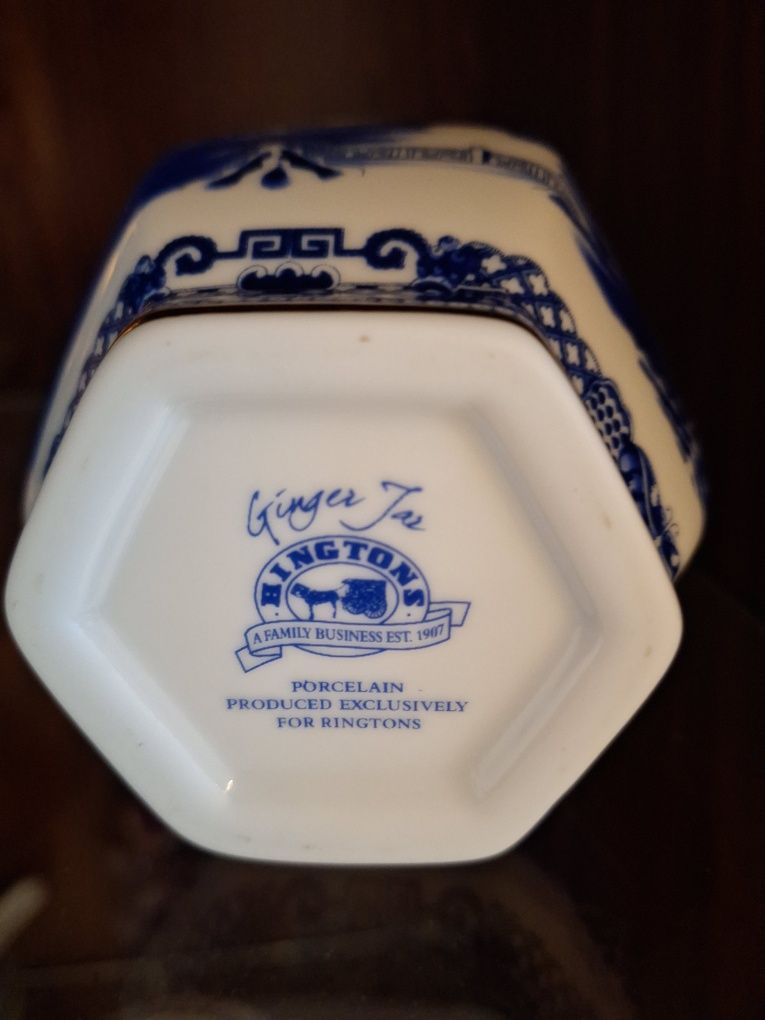 Ginger Jar
RINGTONS
A FAMILY BUSINESS EST. 1907
PORCELAIN
PRODUCED EXCLUSIVELY
FOR RINGTONS